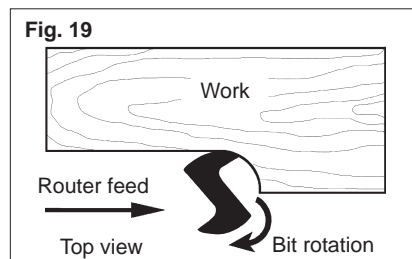 Fig. 19
Work
Router feed
Top view
Bit rotation